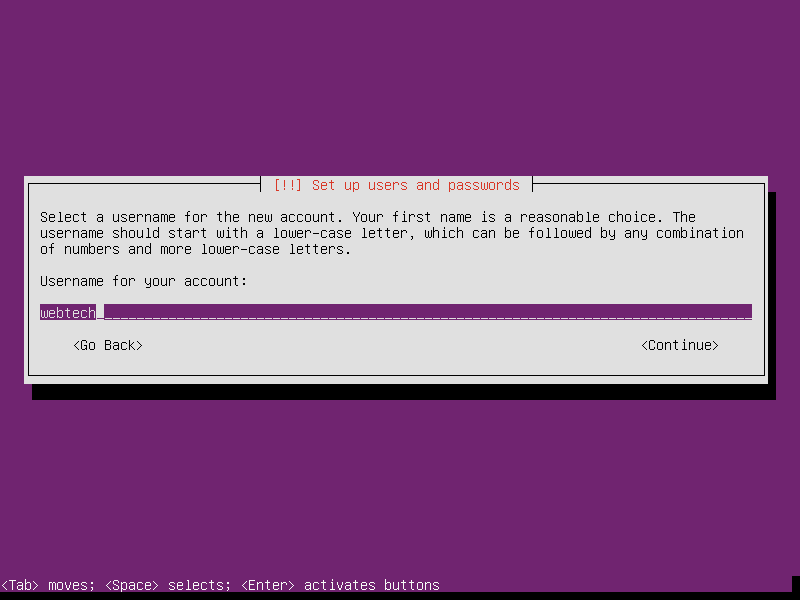 [!!] Set up users and passwords
Select a username for the new account. Your first name is a reasonable choice. The
username should start with a lower-case letter, which can be followed by any combination
of numbers and more lower-case letters.
Username for your account:
webtech
<Go Back> <Continue>
<Tab> moves; <Space> selects; <Enter> activates buttons